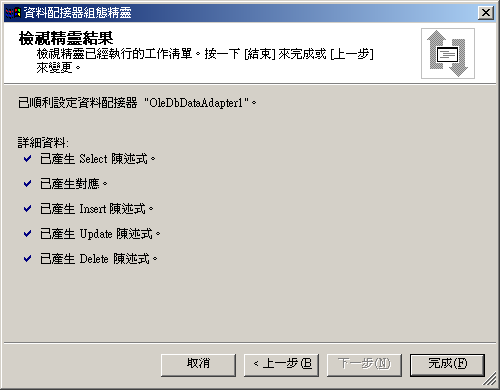 資料配接器組態精靈
檢視精靈結果
檢視精靈已經執行的工作清單。按一下 [結束] 來完成或 [上一步]
來變更。
已順利設定資料配接器 "OleDbDataAdapter1"。
詳細資料:
已產生 Select 陳述式。
已產生對應。
已產生 Insert 陳述式。
已產生 Update 陳述式。
已產生 Delete 陳述式。
取消
< 上一步(B
下一步(N)
完成(F)